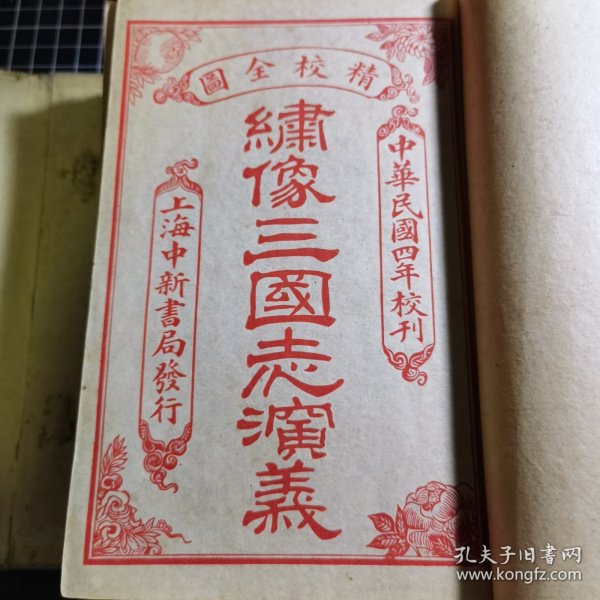 精校全圖
中華民國四年校刊
繡像三國志演義
上海中新書局發行
孔夫子旧书网
www.kongfz.com